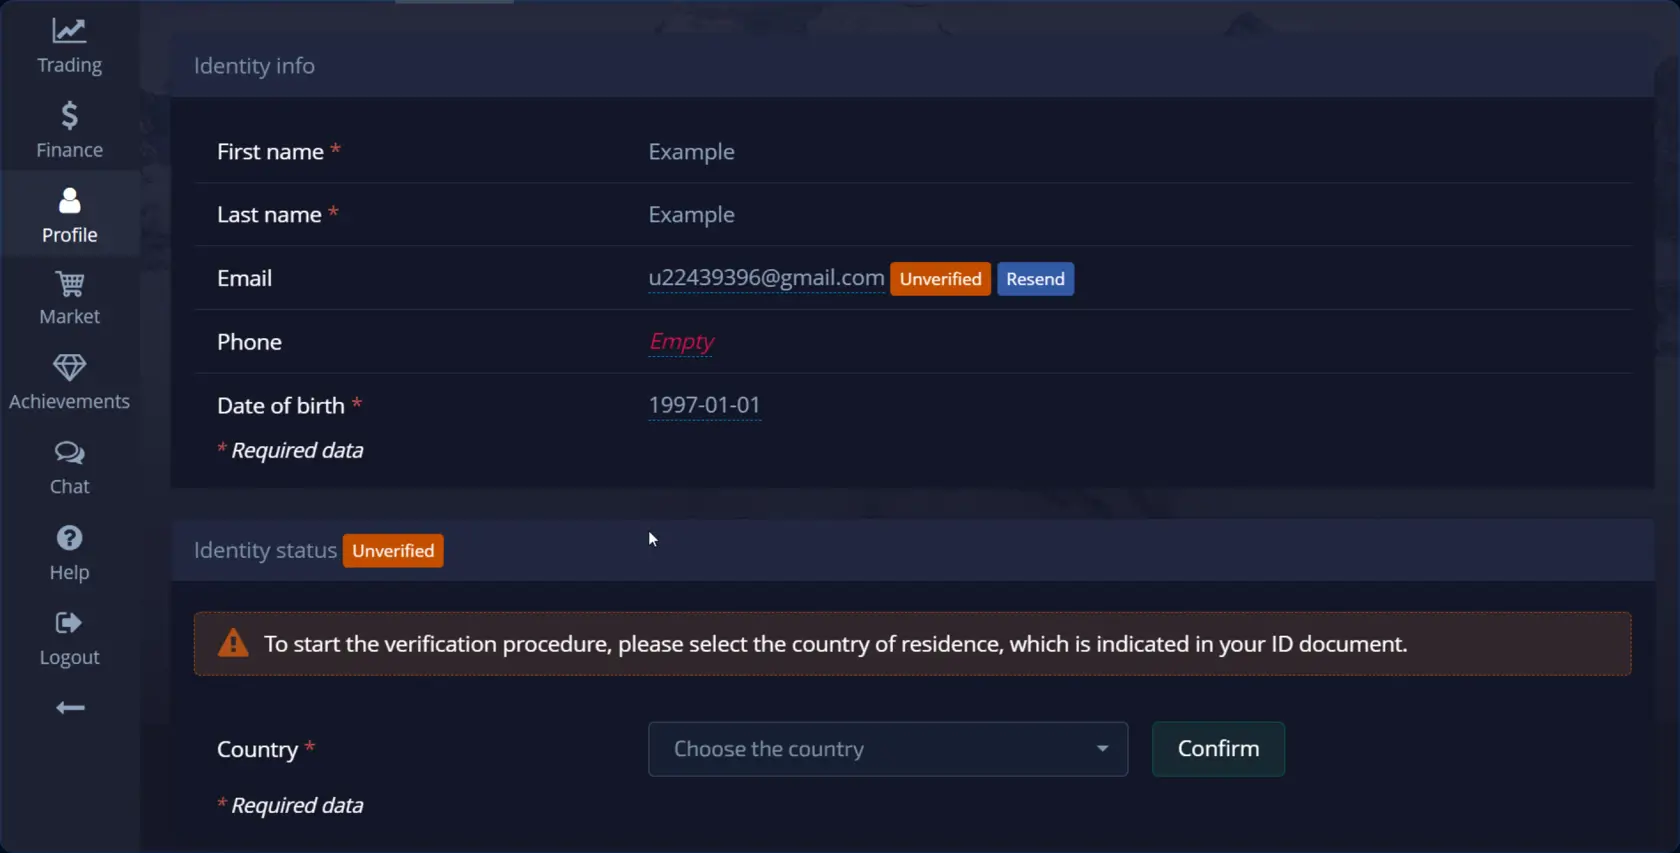 Trading
Finance
Profile
Market
Achievements
Chat
Help
Logout
Identity info
First name * Example
Last name * Example
Email u22439396@gmail.com Unverified Resend
Phone Empty
Date of birth * 1997-01-01
* Required data
Identity status Unverified
To start the verification procedure, please select the country of residence, which is indicated in your ID document.
Country * Choose the country Confirm
* Required data